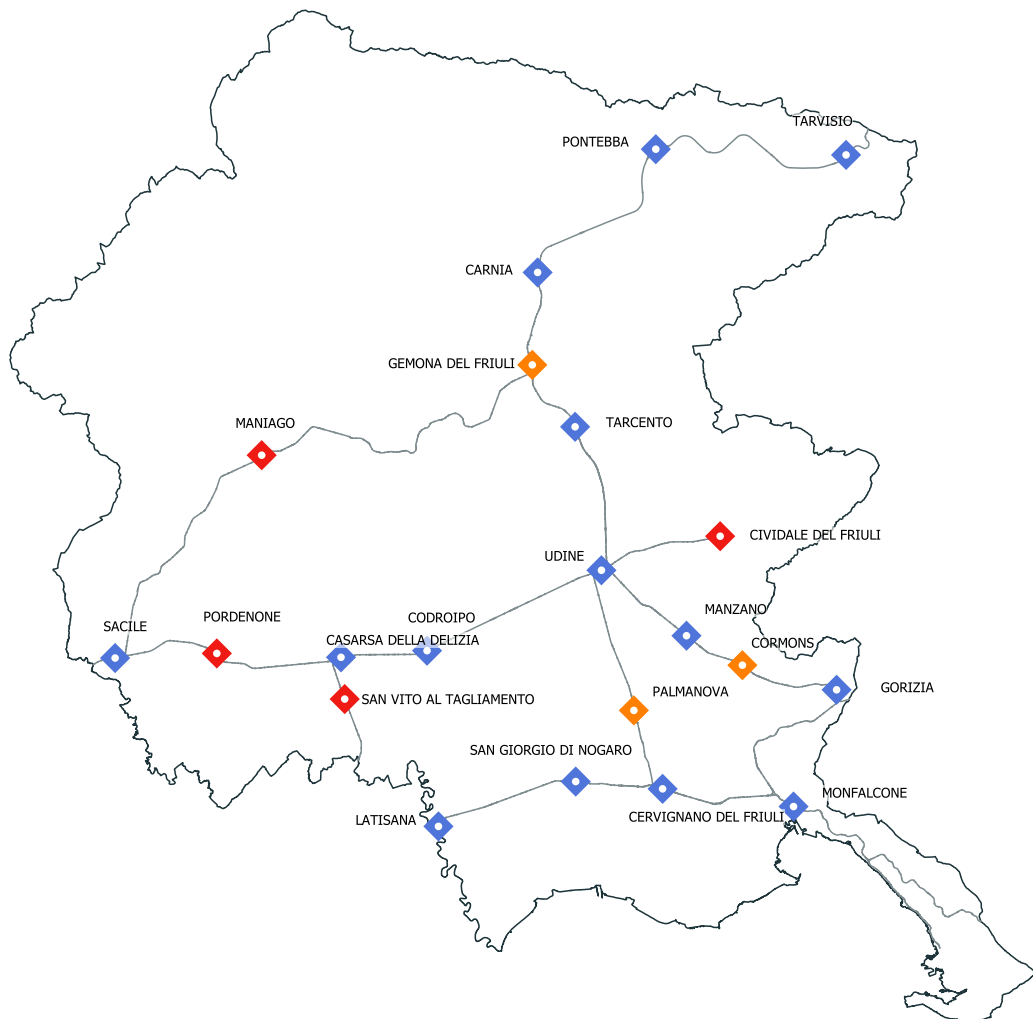 TARVISIO
PONTEBBA
CARNIA
GEMONA DEL FRIULI
MANIAGO
TARCENTO
CIVIDALE DEL FRIULI
UDINE
MANZANO
PORDENONE
CODROIPO
SACILE
CASARSA DELLA DELIZIA
CORMONS
GORIZIA
PALMANOVA
SAN VITO AL TAGLIAMENTO
SAN GIORGIO DI NOGARO
MONFALCONE
CERVIGNANO DEL FRIULI
LATISANA